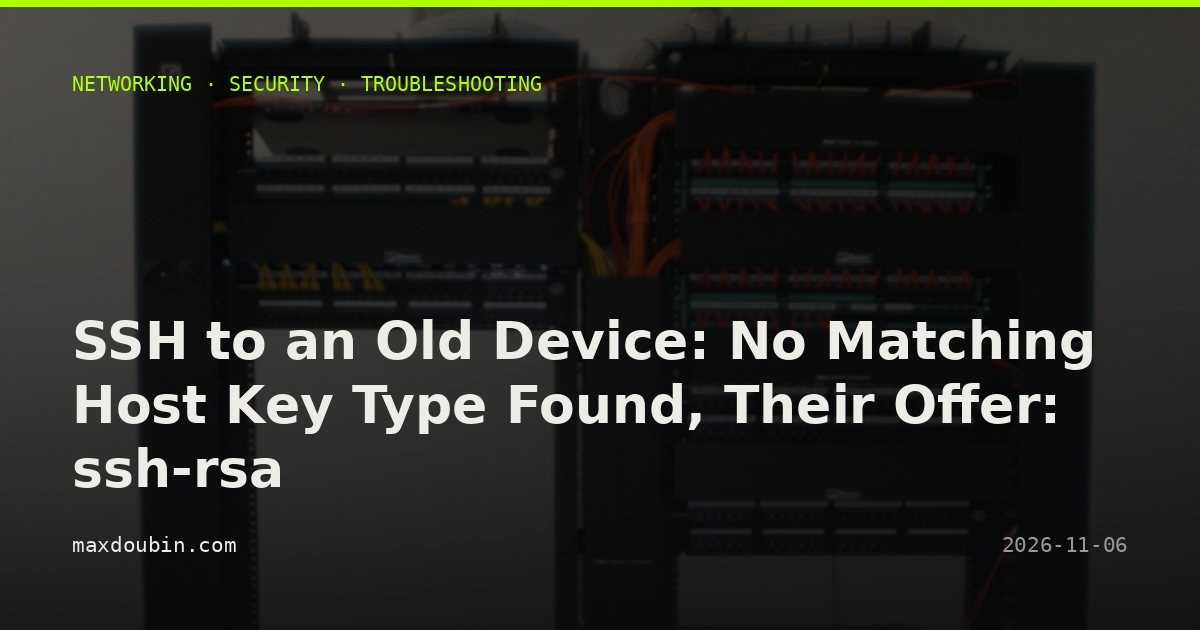 NETWORKING · SECURITY · TROUBLESHOOTING
SSH to an Old Device: No Matching
Host Key Type Found, Their Offer:
ssh-rsa
maxdoubin.com
2026-11-06